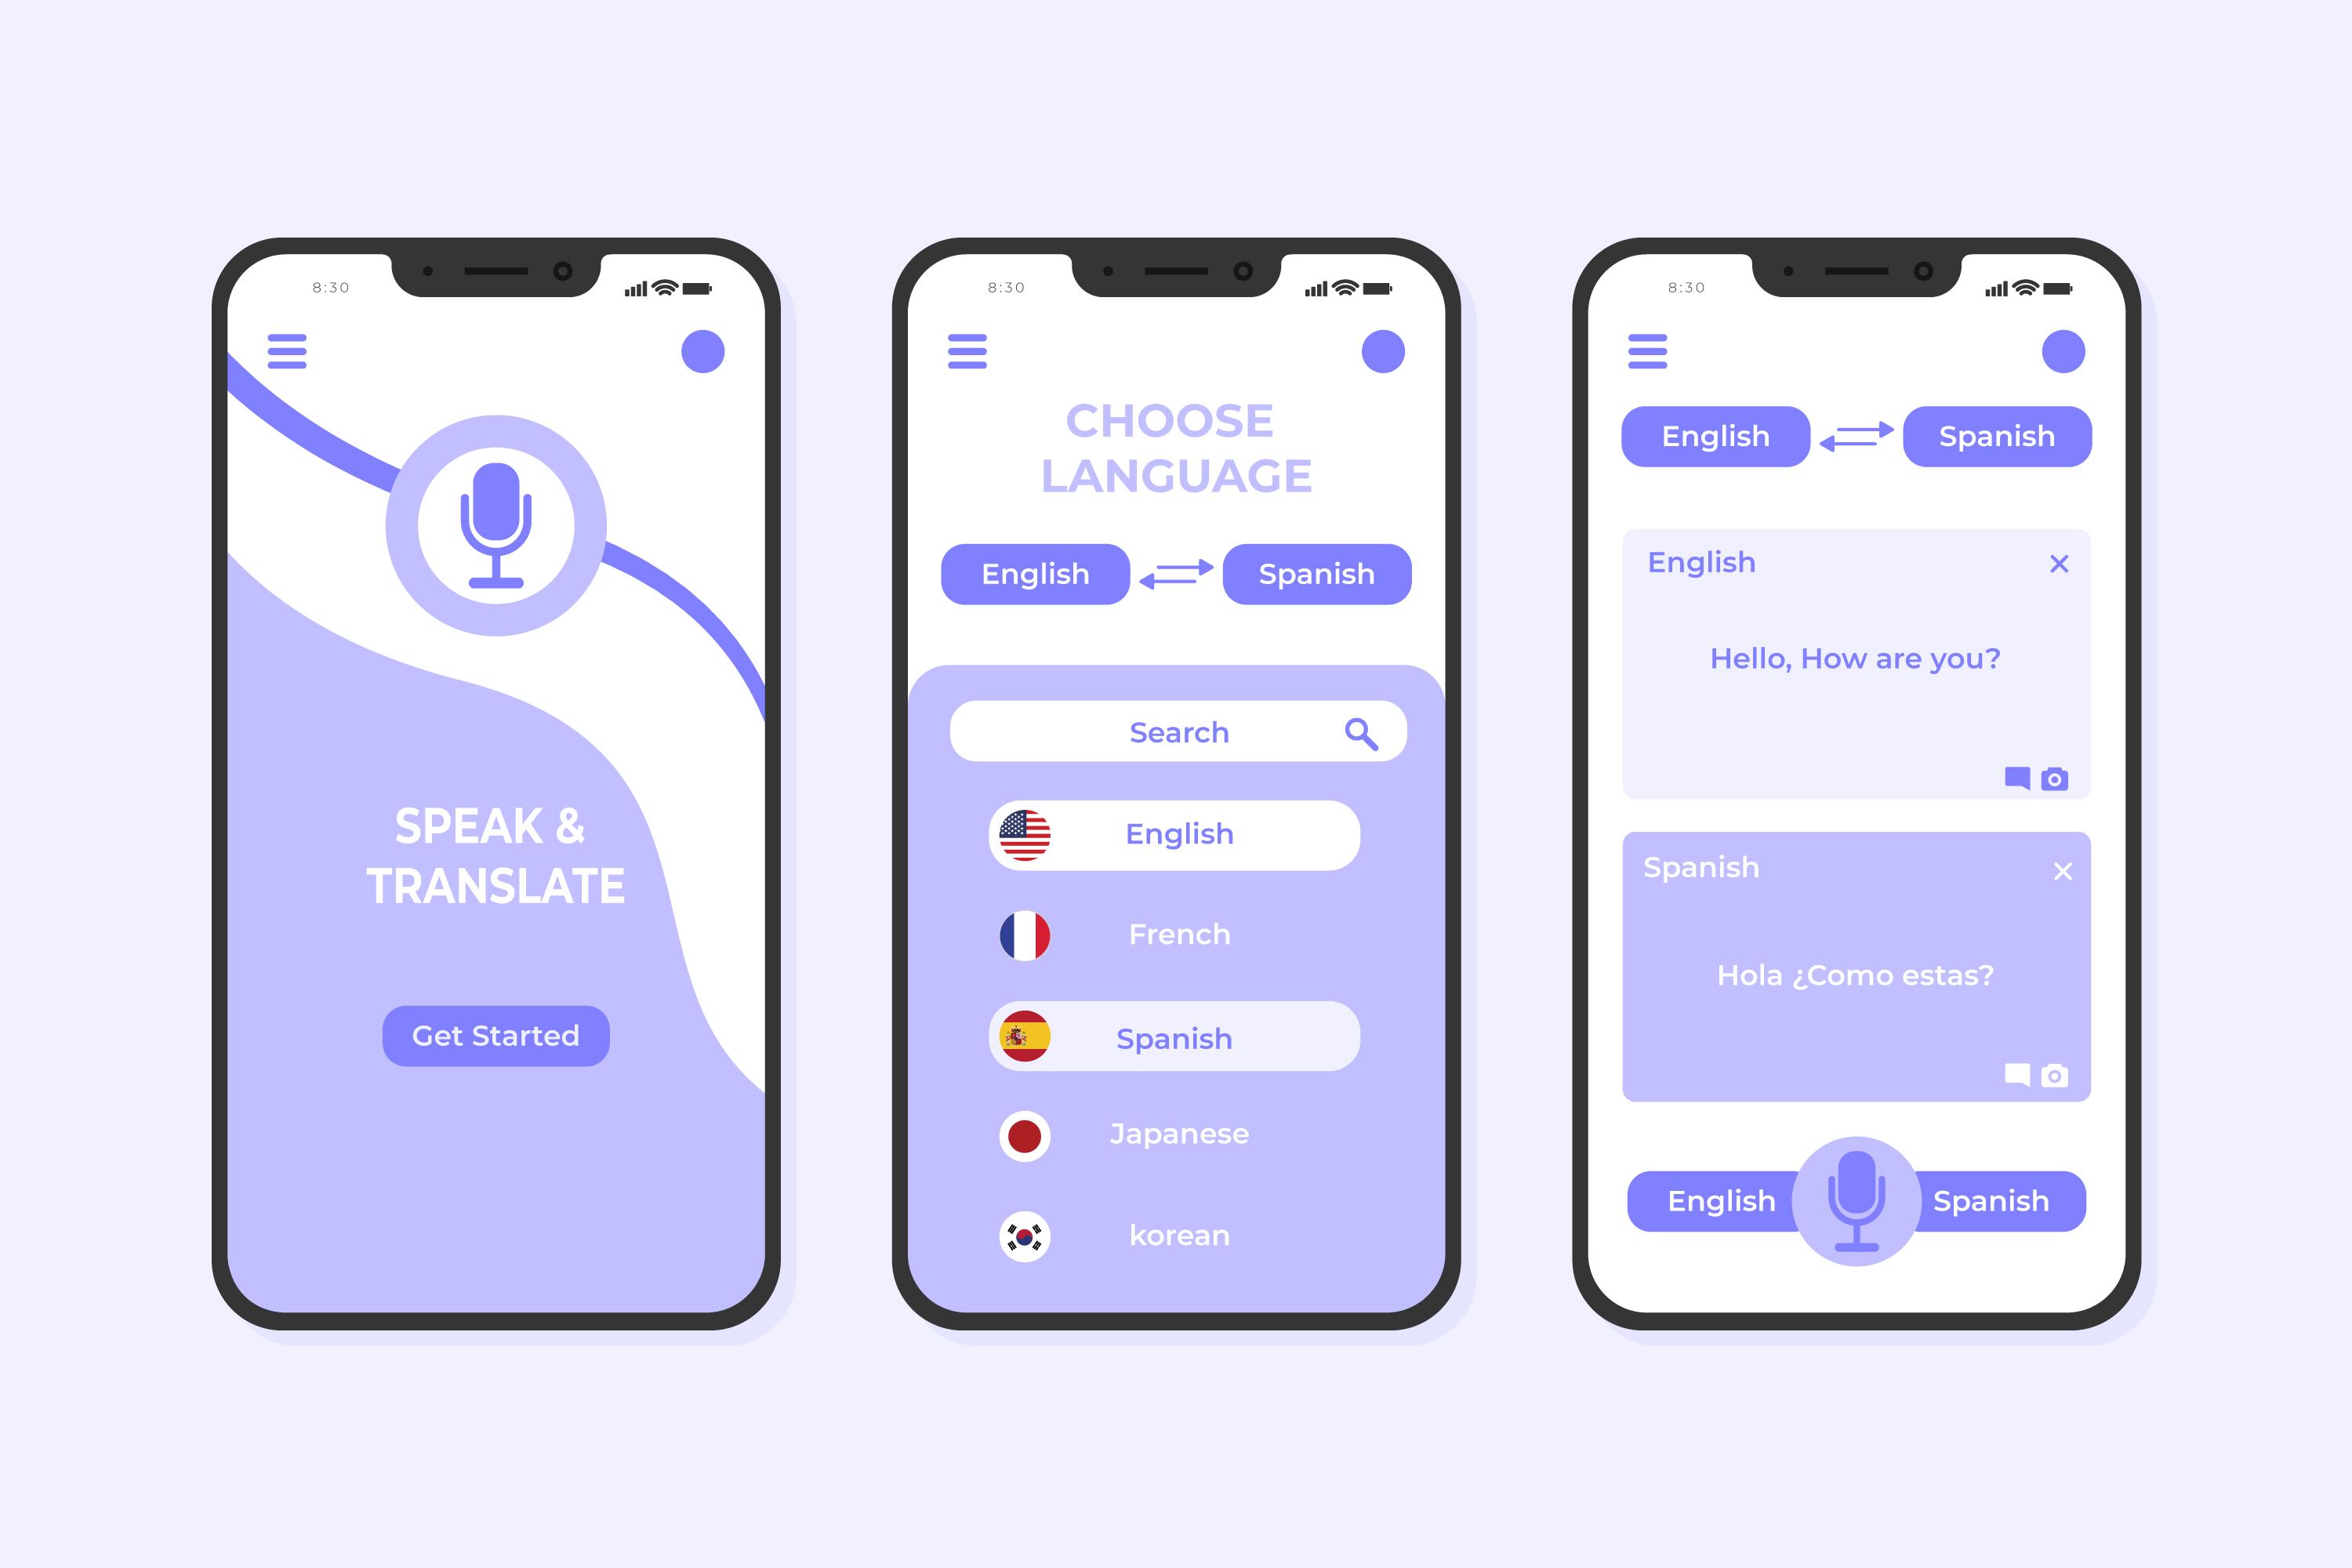 8:30
SPEAK &
TRANSLATE
Get Started
8:30
CHOOSE
LANGUAGE
English
Spanish
Search
English
French
Spanish
Japanese
korean
8:30
English
Spanish
English
Hello, How are you?
Spanish
Hola ¿Como estas?
English
Spanish